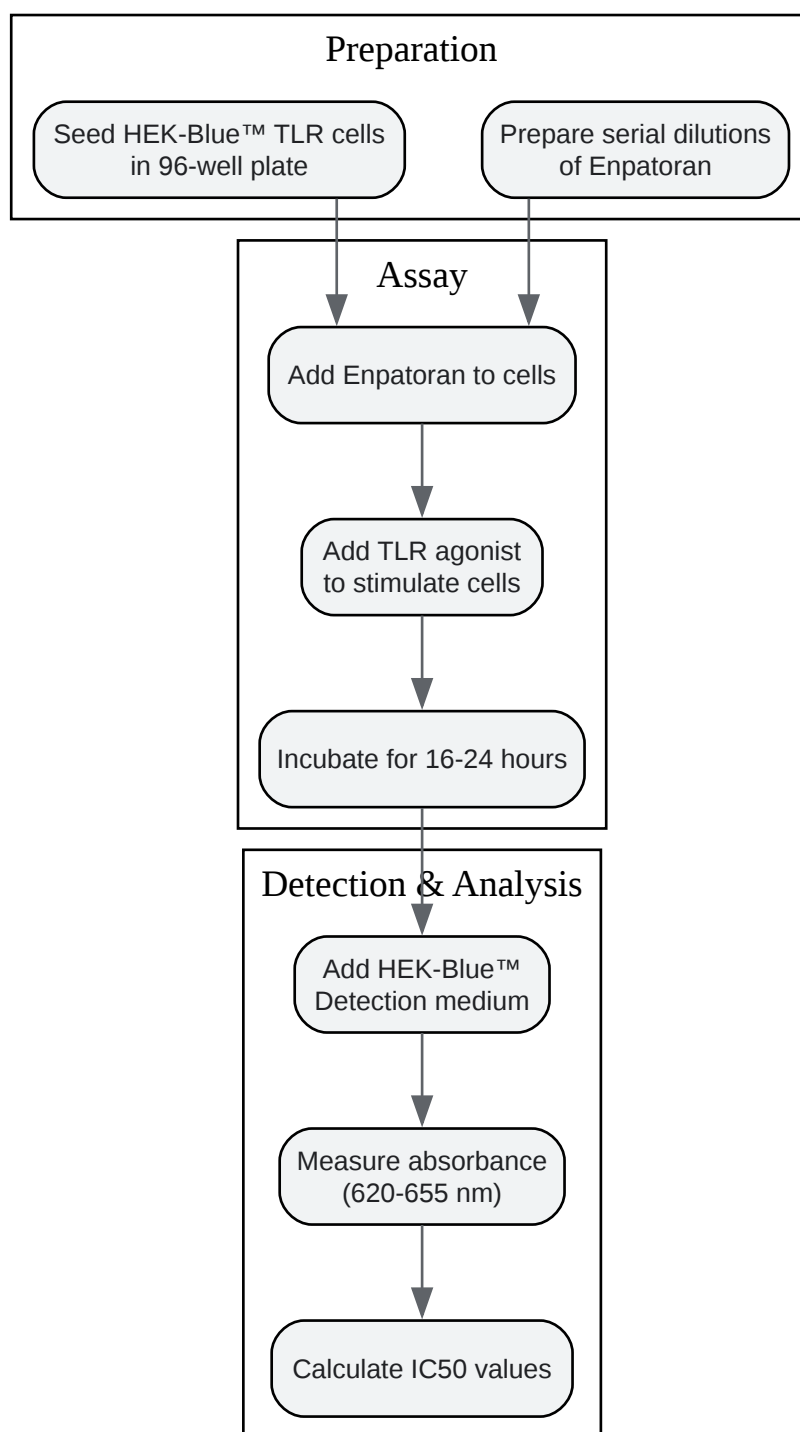 Preparation
Seed HEK-Blue™ TLR cells
in 96-well plate
Prepare serial dilutions
of Enpatoran
Assay
Add Enpatoran to cells
Add TLR agonist
to stimulate cells
Incubate for 16-24 hours
Detection & Analysis
Add HEK-Blue™
Detection medium
Measure absorbance
(620-655 nm)
Calculate IC50 values